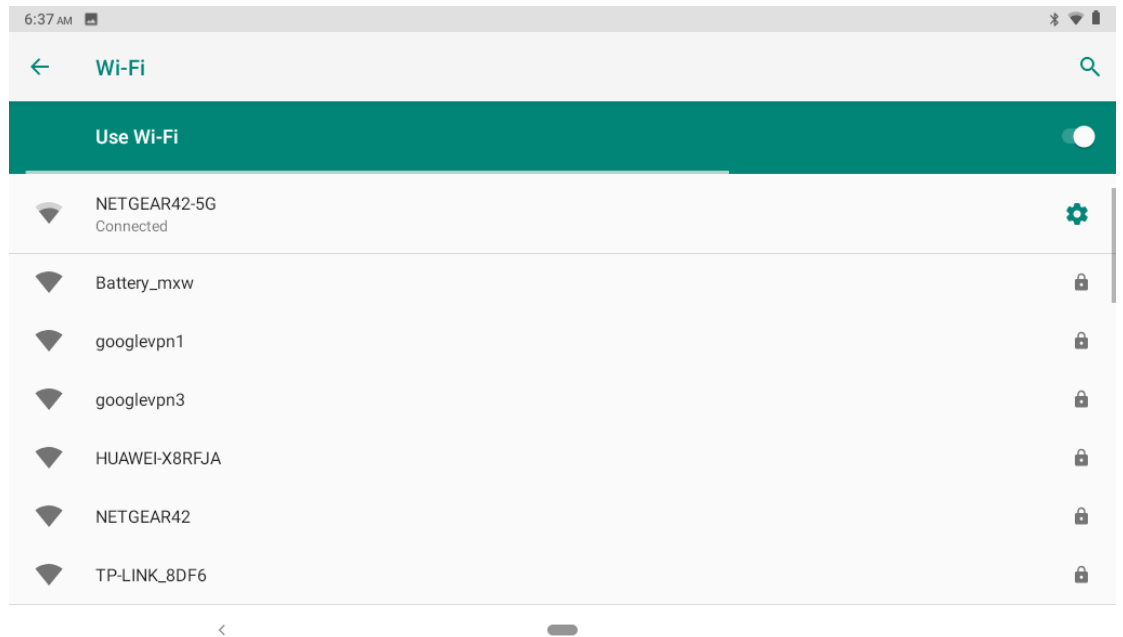 6:37 AM
Wi-Fi
Use Wi-Fi
NETGEAR42-5G
Connected
Battery_mxw
googlevpn1
googlevpn3
HUAWEI-X8RFJA
NETGEAR42
TP-LINK_8DF6